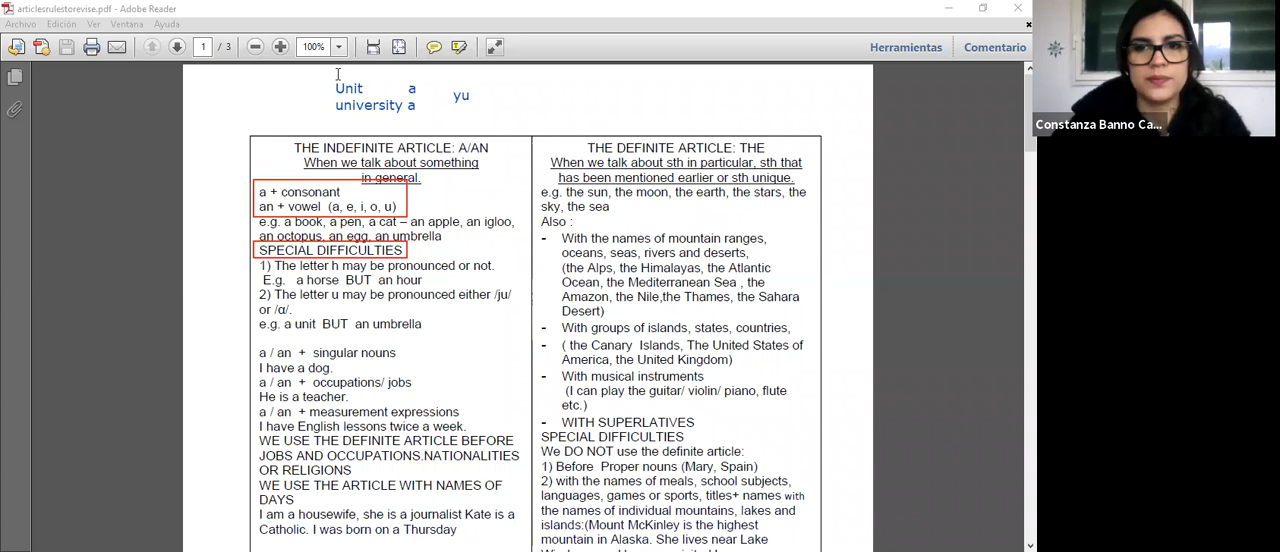 articlesrulestorevise.pdf - Adobe Reader
Archivo Edición Ver Ventana Ayuda
1 / 3 100% Herramientas Comentario
Unit a
university a yu
Constanza Banno Ca...
THE INDEFINITE ARTICLE: A/AN
When we talk about something
in general.
a + consonant
an + vowel (a, e, i, o, u)
e.g. a book, a pen, a cat – an apple, an igloo,
an octopus, an egg, an umbrella
SPECIAL DIFFICULTIES
1) The letter h may be pronounced or not.
E.g. a horse BUT an hour
2) The letter u may be pronounced either /ju/
or /α/.
e.g. a unit BUT an umbrella
a / an + singular nouns
I have a dog.
a / an + occupations/ jobs
He is a teacher.
a / an + measurement expressions
I have English lessons twice a week.
WE USE THE DEFINITE ARTICLE BEFORE
JOBS AND OCCUPATIONS.NATIONALITIES
OR RELIGIONS
WE USE THE ARTICLE WITH NAMES OF
DAYS
I am a housewife, she is a journalist Kate is a
Catholic. I was born on a Thursday
THE DEFINITE ARTICLE: THE
When we talk about sth in particular, sth that
has been mentioned earlier or sth unique.
e.g. the sun, the moon, the earth, the stars, the
sky, the sea
Also :
- With the names of mountain ranges,
oceans, seas, rivers and deserts,
(the Alps, the Himalayas, the Atlantic
Ocean, the Mediterranean Sea , the
Amazon, the Nile,the Thames, the Sahara
Desert)
- With groups of islands, states, countries,
- ( the Canary Islands, The United States of
America, the United Kingdom)
- With musical instruments
(I can play the guitar/ violin/ piano, flute
etc.)
- WITH SUPERLATIVES
SPECIAL DIFFICULTIES
We DO NOT use the definite article:
1) Before Proper nouns (Mary, Spain)
2) with the names of meals, school subjects,
languages, games or sports, titles+ names with
the names of individual mountains, lakes and
islands:(Mount McKinley is the highest
mountain in Alaska. She lives near Lake